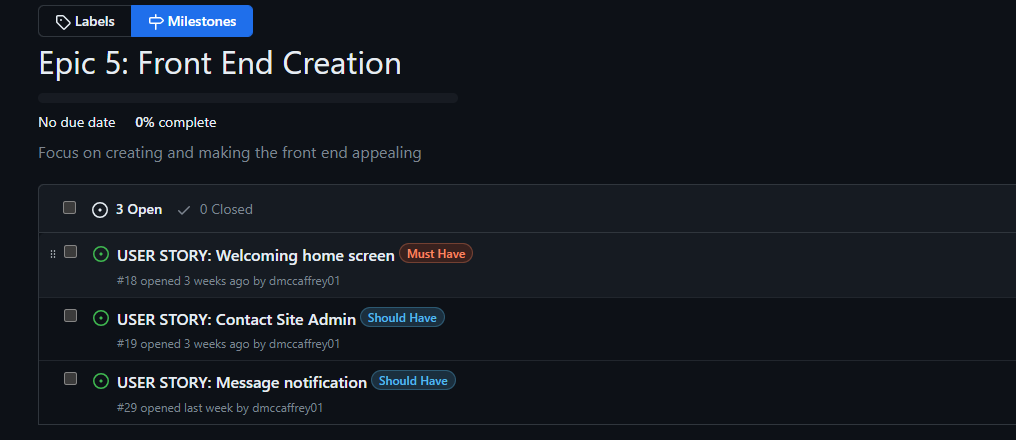 Labels Milestones
Epic 5: Front End Creation
No due date 0% complete
Focus on creating and making the front end appealing
3 Open 0 Closed
USER STORY: Welcoming home screen Must Have
#18 opened 3 weeks ago by dmccaffrey01
USER STORY: Contact Site Admin Should Have
#19 opened 3 weeks ago by dmccaffrey01
USER STORY: Message notification Should Have
#29 opened last week by dmccaffrey01